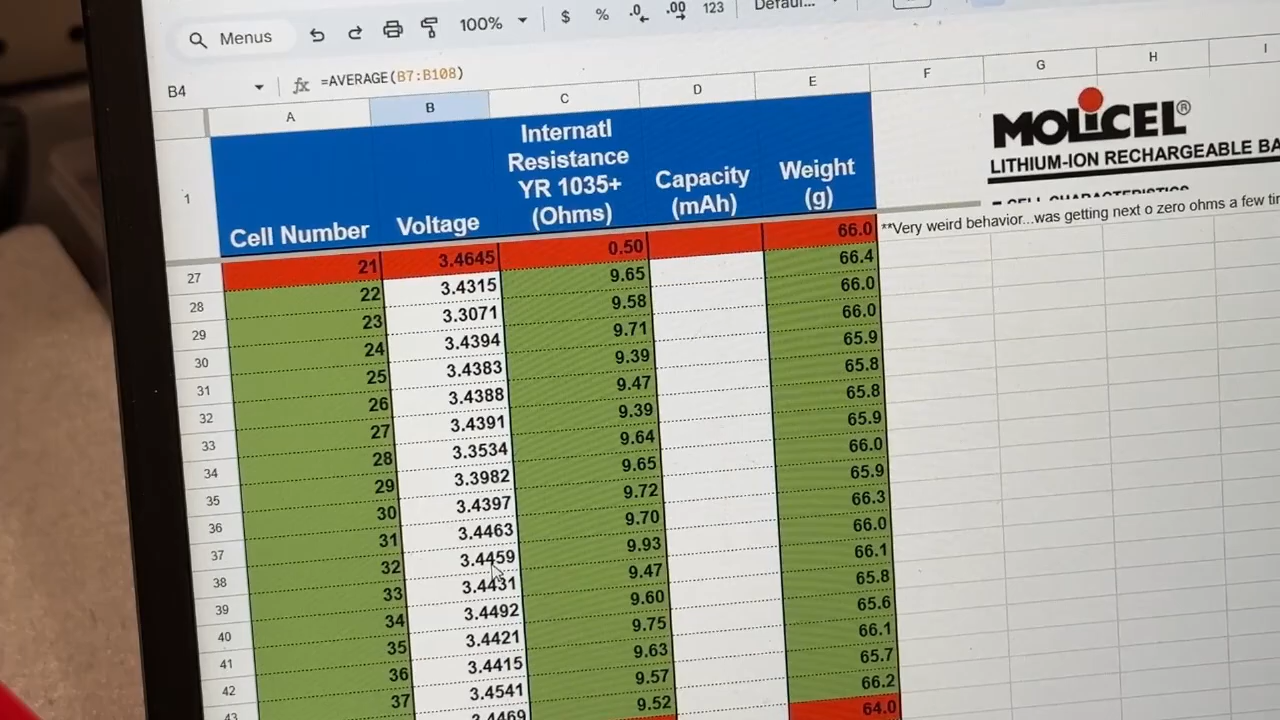 Menus 100% $ % .0 .00 123 Defaul...
B4 fx =AVERAGE(B7:B108)
A B C D E F G H I
1
Cell Number
Voltage
Internatl
Resistance
YR 1035+
(Ohms)
Capacity
(mAh)
Weight
(g)
MOLiCEL®
LITHIUM-ION RECHARGEABLE BA
CELL CHARACTERISTICS
27 21 3.4645 0.50 66.0 **Very weird behavior...was getting next o zero ohms a few tir
28 22 3.4315 9.65 66.4
29 23 3.3071 9.58 66.0
30 24 3.4394 9.71 66.0
31 25 3.4383 9.39 65.9
32 26 3.4388 9.47 65.8
33 27 3.4391 9.39 65.8
34 28 3.3534 9.64 65.9
35 29 3.3982 9.65 66.0
36 30 3.4397 9.72 65.9
37 31 3.4463 9.70 66.3
38 32 3.4459 9.93 66.0
39 33 3.4431 9.47 66.1
40 34 3.4492 9.60 65.8
41 35 3.4421 9.75 65.6
42 36 3.4415 9.63 66.1
43 37 3.4541 9.57 65.7
3.4469 9.52 66.2
64.0